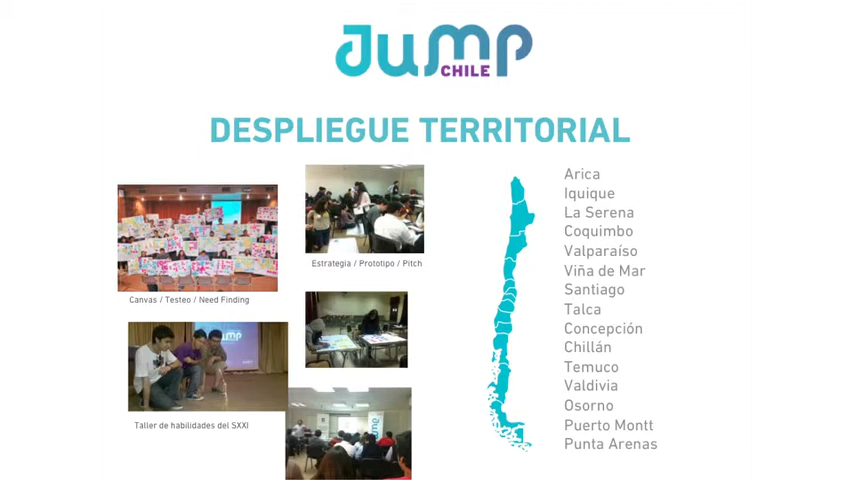 Jump
CHILE
DESPLIEGUE TERRITORIAL
Canvas / Testeo / Need Finding
Estrategia / Prototipo / Pitch
Taller de habilidades del SXXI
Arica
Iquique
La Serena
Coquimbo
Valparaíso
Viña de Mar
Santiago
Talca
Concepción
Chillán
Temuco
Valdivia
Osorno
Puerto Montt
Punta Arenas